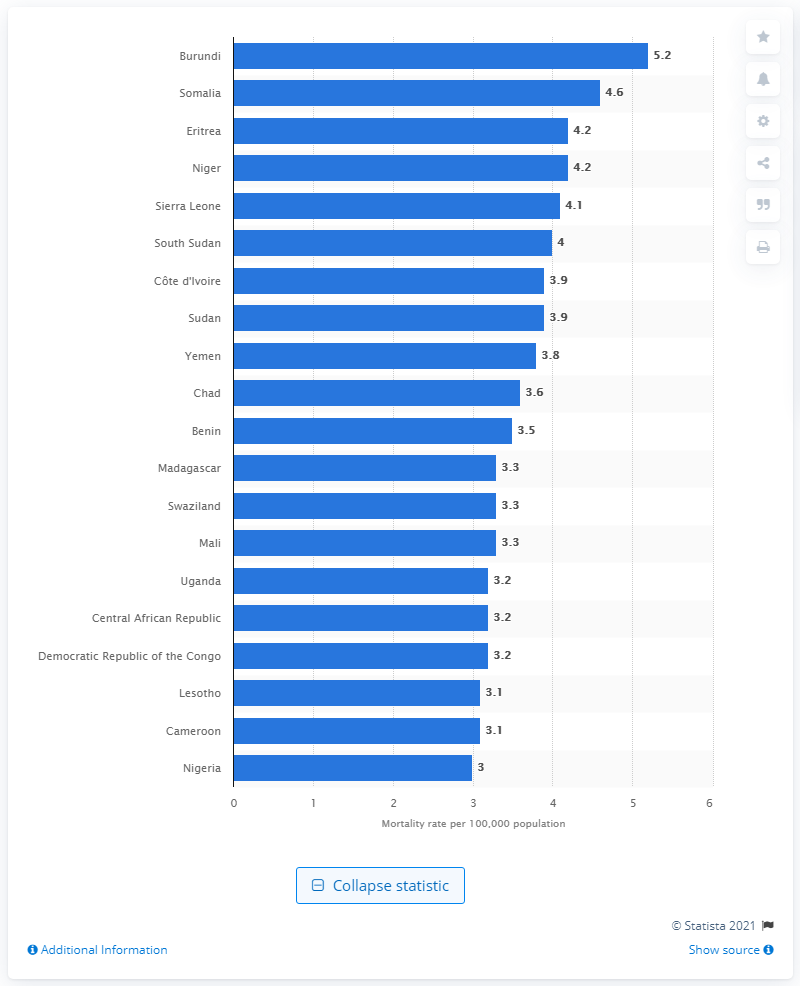 Burundi 5.2
Somalia 4.6
Eritrea 4.2
Niger 4.2
Sierra Leone 4.1
South Sudan 4
Côte d'Ivoire 3.9
Sudan 3.9
Yemen 3.8
Chad 3.6
Benin 3.5
Madagascar 3.3
Swaziland 3.3
Mali 3.3
Uganda 3.2
Central African Republic 3.2
Democratic Republic of the Congo 3.2
Lesotho 3.1
Cameroon 3.1
Nigeria 3
0 1 2 3 4 5 6
Mortality rate per 100,000 population
Collapse statistic
© Statista 2021
Additional Information Show source